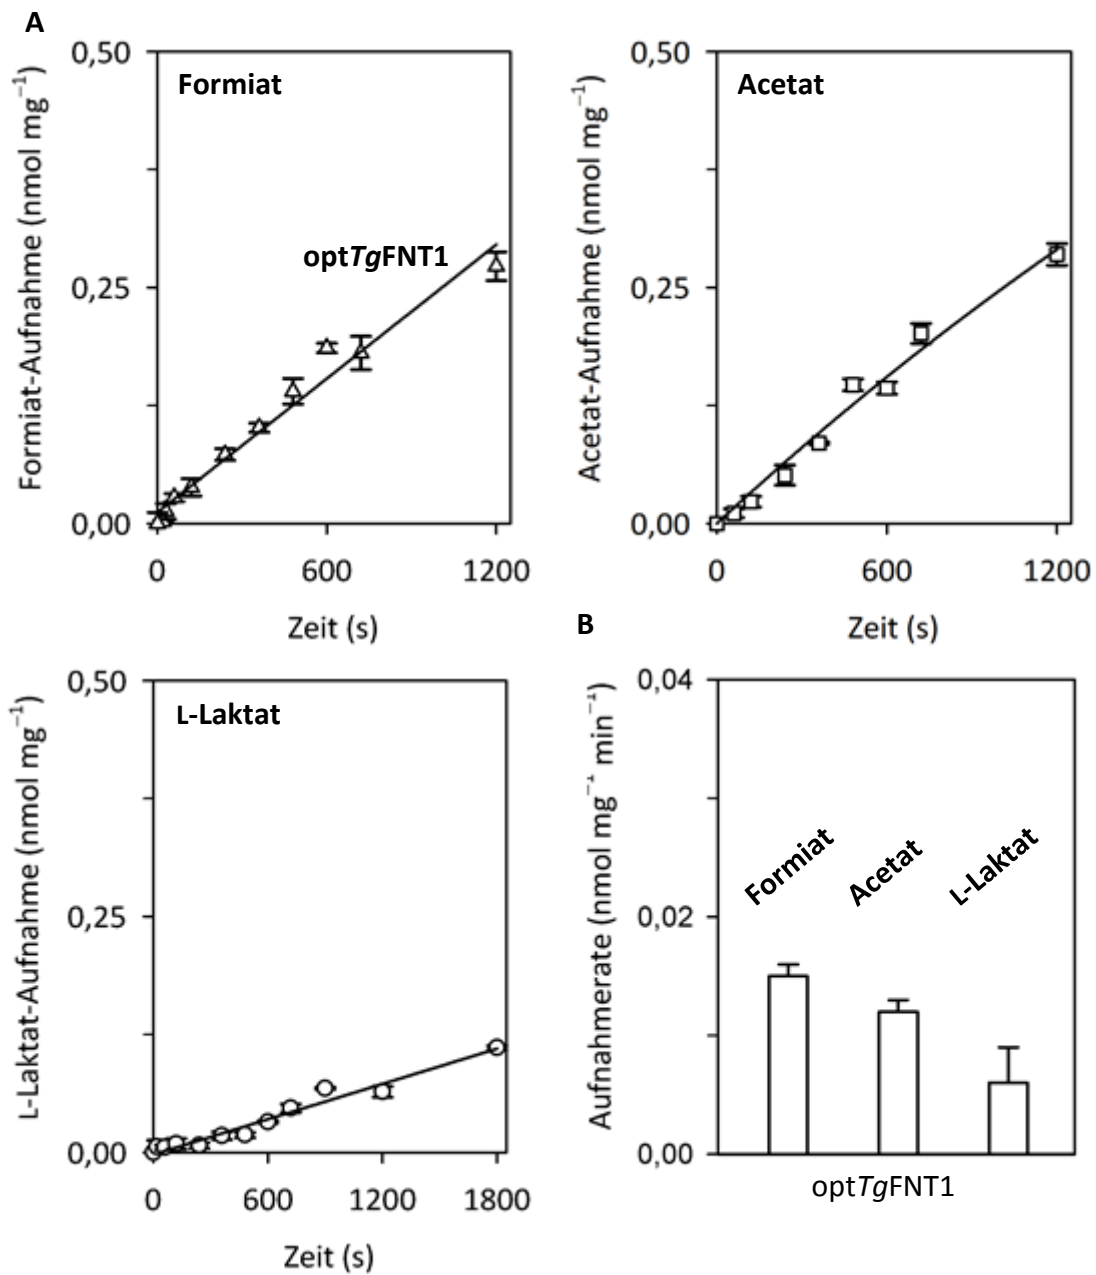 A
Formiat
optTgFNT1
Formiat-Aufnahme (nmol mg⁻¹)
0,50
0,25
0,00
0 600 1200
Zeit (s)
Acetat
Acetat-Aufnahme (nmol mg⁻¹)
0,50
0,25
0,00
0 600 1200
Zeit (s)
L-Laktat
L-Laktat-Aufnahme (nmol mg⁻¹)
0,50
0,25
0,00
0 600 1200 1800
Zeit (s)
B
Aufnahmerate (nmol mg⁻¹ min⁻¹)
0,04
0,02
0,00
Formiat
Acetat
L-Laktat
optTgFNT1